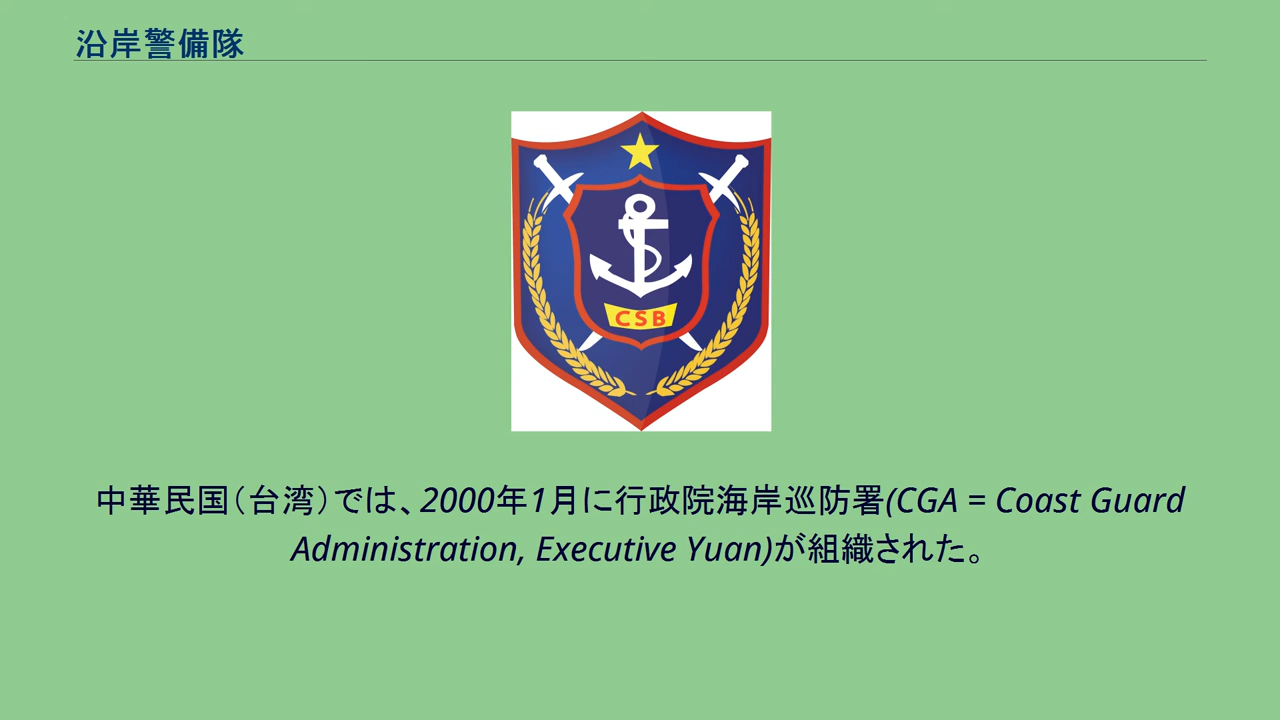 沿岸警備隊
CSB
中華民国（台湾）では、2000年1月に行政院海岸巡防署(CGA = Coast Guard
Administration, Executive Yuan)が組織された。